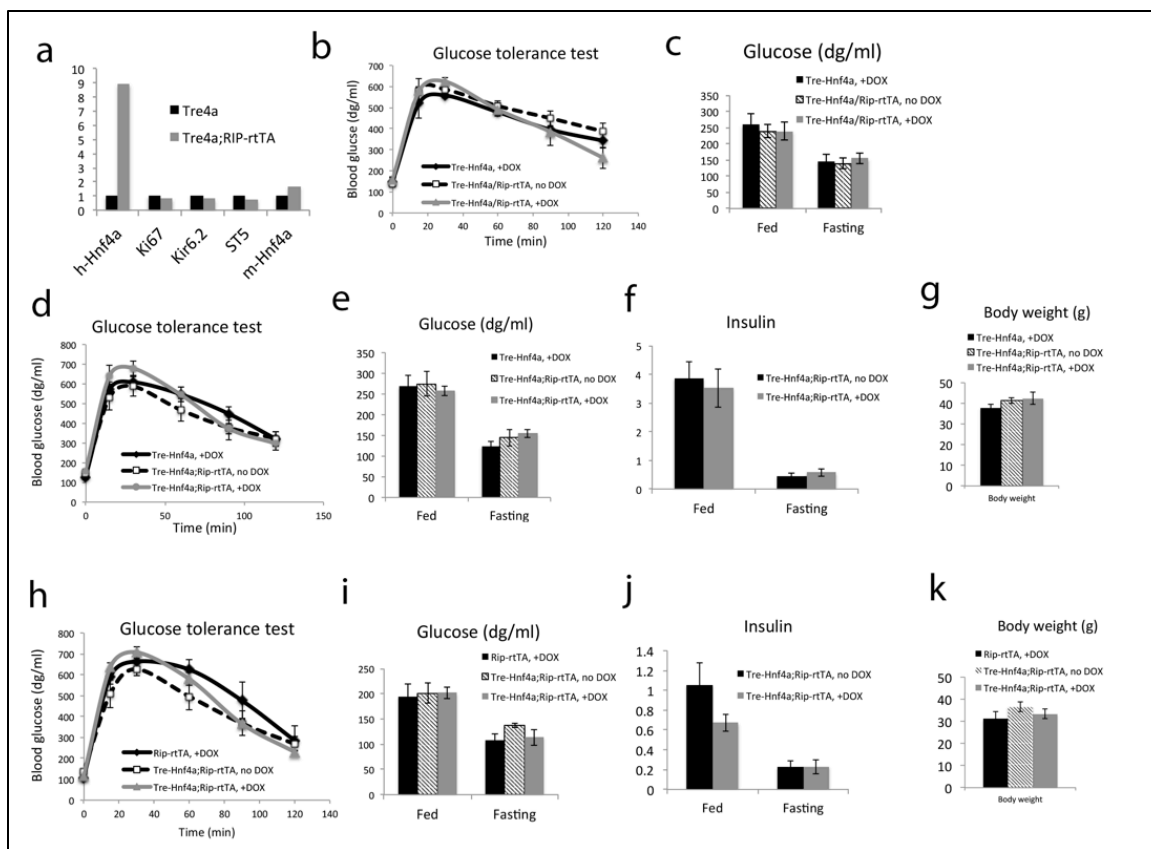 a
10
9
8
7
6
5
4
3
2
1
0
Tre4a
Tre4a;RIP-rtTA
h-Hnf4a
Ki67
Kir6.2
ST5
m-Hnf4a
b
Glucose tolerance test
Blood glucse (dg/ml)
700
600
500
400
300
200
100
0
Tre-Hnf4a, +DOX
Tre-Hnf4a/Rip-rtTA, no DOX
Tre-Hnf4a/Rip-rtTA, +DOX
0 20 40 60 80 100 120 140
Time (min)
c
Glucose (dg/ml)
Tre-Hnf4a, +DOX
Tre-Hnf4a/Rip-rtTA, no DOX
Tre-Hnf4a/Rip-rtTA, +DOX
350
300
250
200
150
100
50
0
Fed Fasting
d
Glucose tolerance test
Blood glucose (dg/ml)
800
700
600
500
400
300
200
100
0
Tre-Hnf4a, +DOX
Tre-Hnf4a;Rip-rtTA, no DOX
Tre-Hnf4a;Rip-rtTA, +DOX
0 50 100 150
Time (min)
e
Glucose (dg/ml)
350
300
250
200
150
100
50
0
Tre-Hnf4a, +DOX
Tre-Hnf4a;Rip-rtTA, no DOX
Tre-Hnf4a;Rip-rtTA, +DOX
Fed Fasting
f
Insulin
5
4
3
2
1
0
Tre-Hnf4a;Rip-rtTA, no DOX
Tre-Hnf4a;Rip-rtTA, +DOX
Fed Fasting
g
Body weight (g)
Tre-Hnf4a, +DOX
Tre-Hnf4a;Rip-rtTA, no DOX
Tre-Hnf4a;Rip-rtTA, +DOX
50
40
30
20
10
0
Body weight
h
Glucose tolerance test
Blood glucose (dg/ml)
800
700
600
500
400
300
200
100
0
Rip-rtTA, +DOX
Tre-Hnf4a;Rip-rtTA, no DOX
Tre-Hnf4a;Rip-rtTA, +DOX
0 20 40 60 80 100 120 140
Time (min)
i
Glucose (dg/ml)
Rip-rtTA, +DOX
Tre-Hnf4a;Rip-rtTA, no DOX
Tre-Hnf4a;Rip-rtTA, +DOX
250
200
150
100
50
0
Fed Fasting
j
Insulin
1.4
1.2
1
0.8
0.6
0.4
0.2
0
Tre-Hnf4a;Rip-rtTA, no DOX
Tre-Hnf4a;Rip-rtTA, +DOX
Fed Fasting
k
Body weight (g)
Rip-rtTA, +DOX
Tre-Hnf4a;Rip-rtTA, no DOX
Tre-Hnf4a;Rip-rtTA, +DOX
50
40
30
20
10
0
Body weight